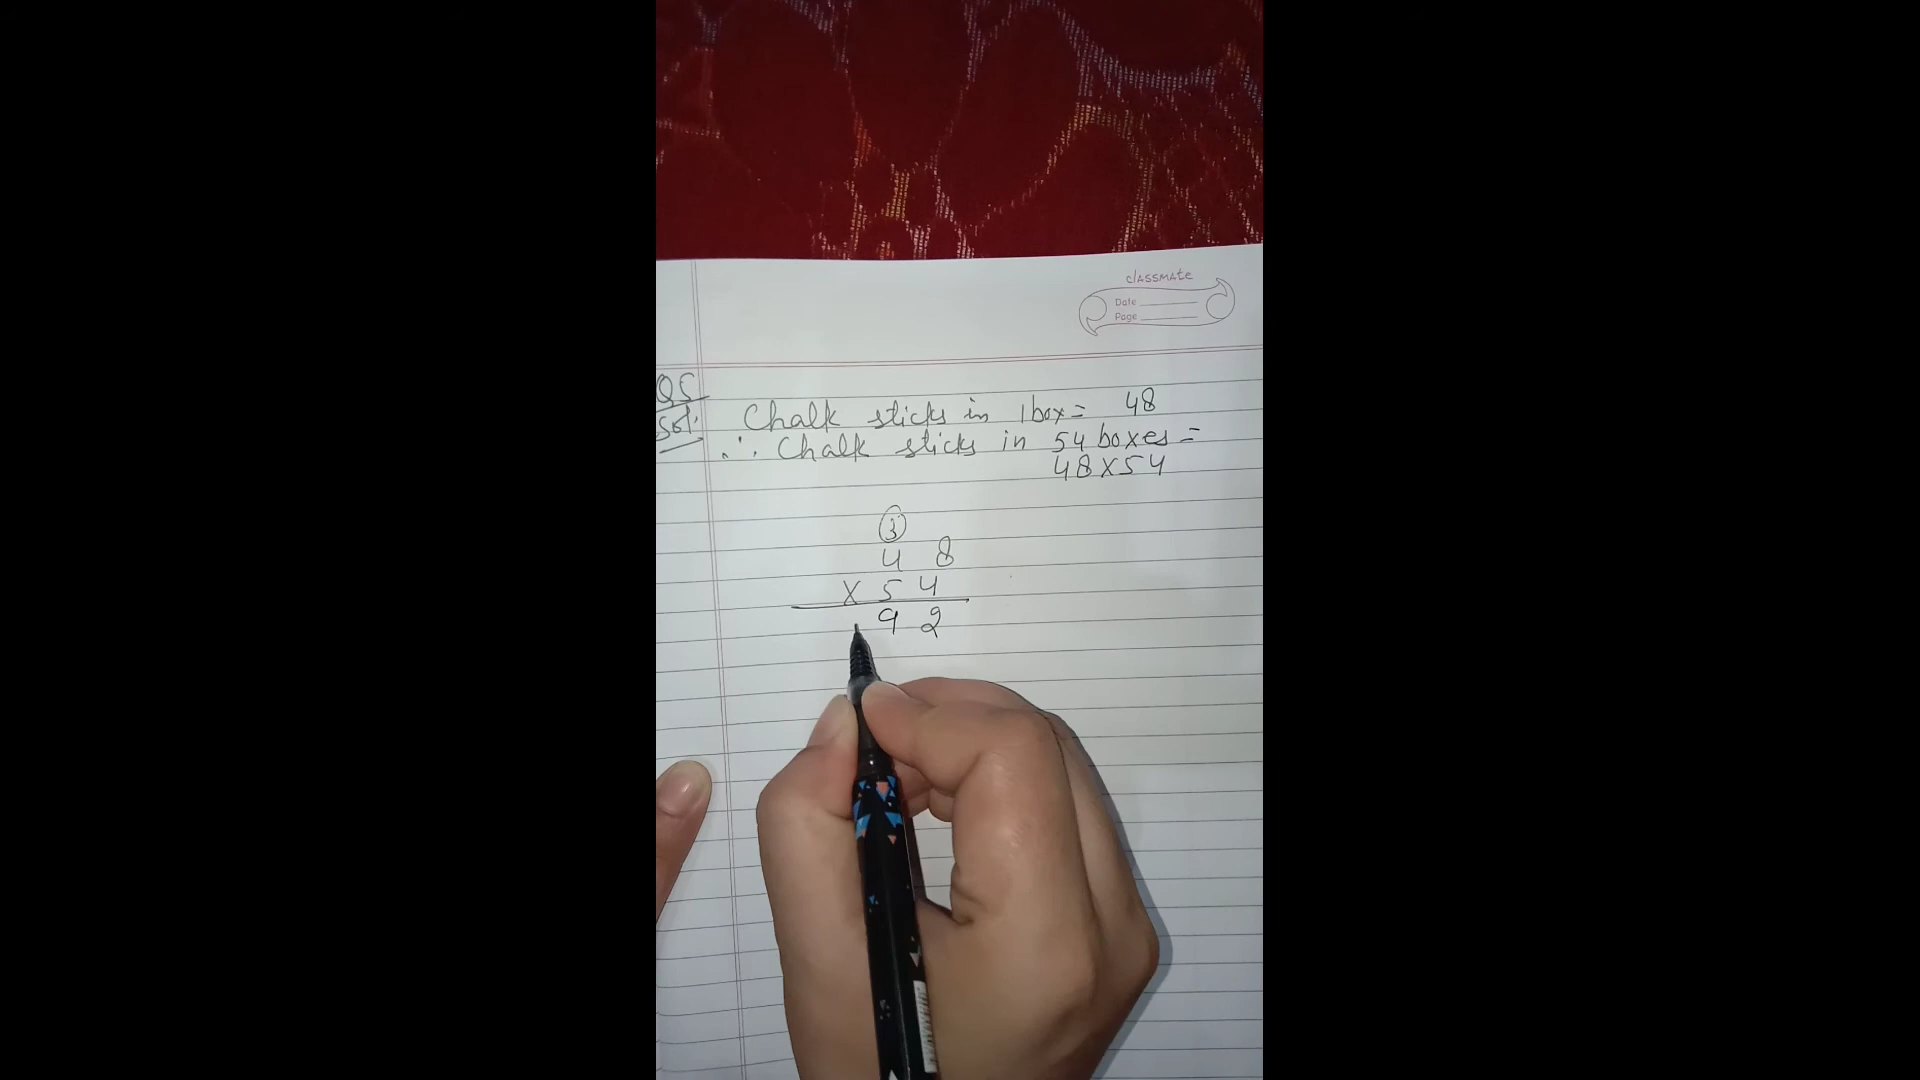 classmate
Date
Page
Q5
Sol: Chalk sticks in 1 box = 48
∴ Chalk sticks in 54 boxes =
48 X 54
3
4 8
X 5 4
9 2